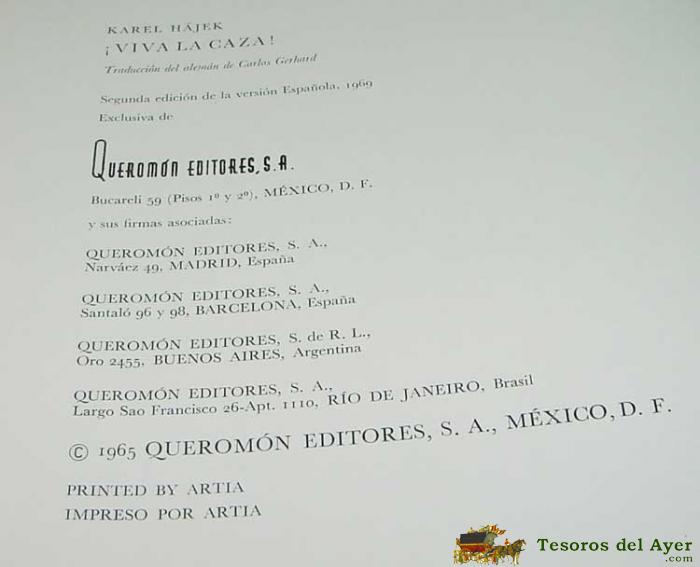 KAREL HÁJEK
¡VIVA LA CAZA!
Traducción del alemán de Carlos Gerhard
Segunda edición de la versión Española, 1969
Exclusiva de
QUEROMÓN EDITORES, S.A.
Bucareli 59 (Pisos 1º y 2º), MÉXICO, D. F.
y sus firmas asociadas:
QUEROMÓN EDITORES, S. A.,
Narváez 49, MADRID, España
QUEROMÓN EDITORES, S. A.,
Santaló 96 y 98, BARCELONA, España
QUEROMÓN EDITORES, S. de R. L.,
Oro 2455, BUENOS AIRES, Argentina
QUEROMÓN EDITORES, S. A.,
Largo Sao Francisco 26-Apt. 1110, RÍO DE JANEIRO, Brasil
© 1965 QUEROMÓN EDITORES, S. A., MÉXICO, D. F.
PRINTED BY ARTIA
IMPRESO POR ARTIA
Tesoros del Ayer
.com